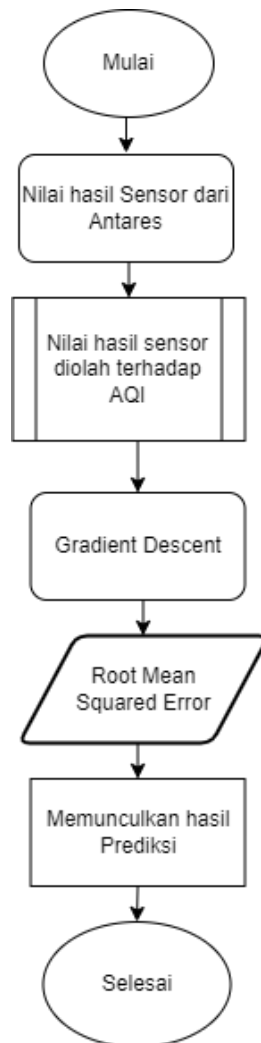 Mulai
Nilai hasil Sensor dari
Antares
Nilai hasil sensor
diolah terhadap
AQI
Gradient Descent
Root Mean
Squared Error
Memunculkan hasil
Prediksi
Selesai